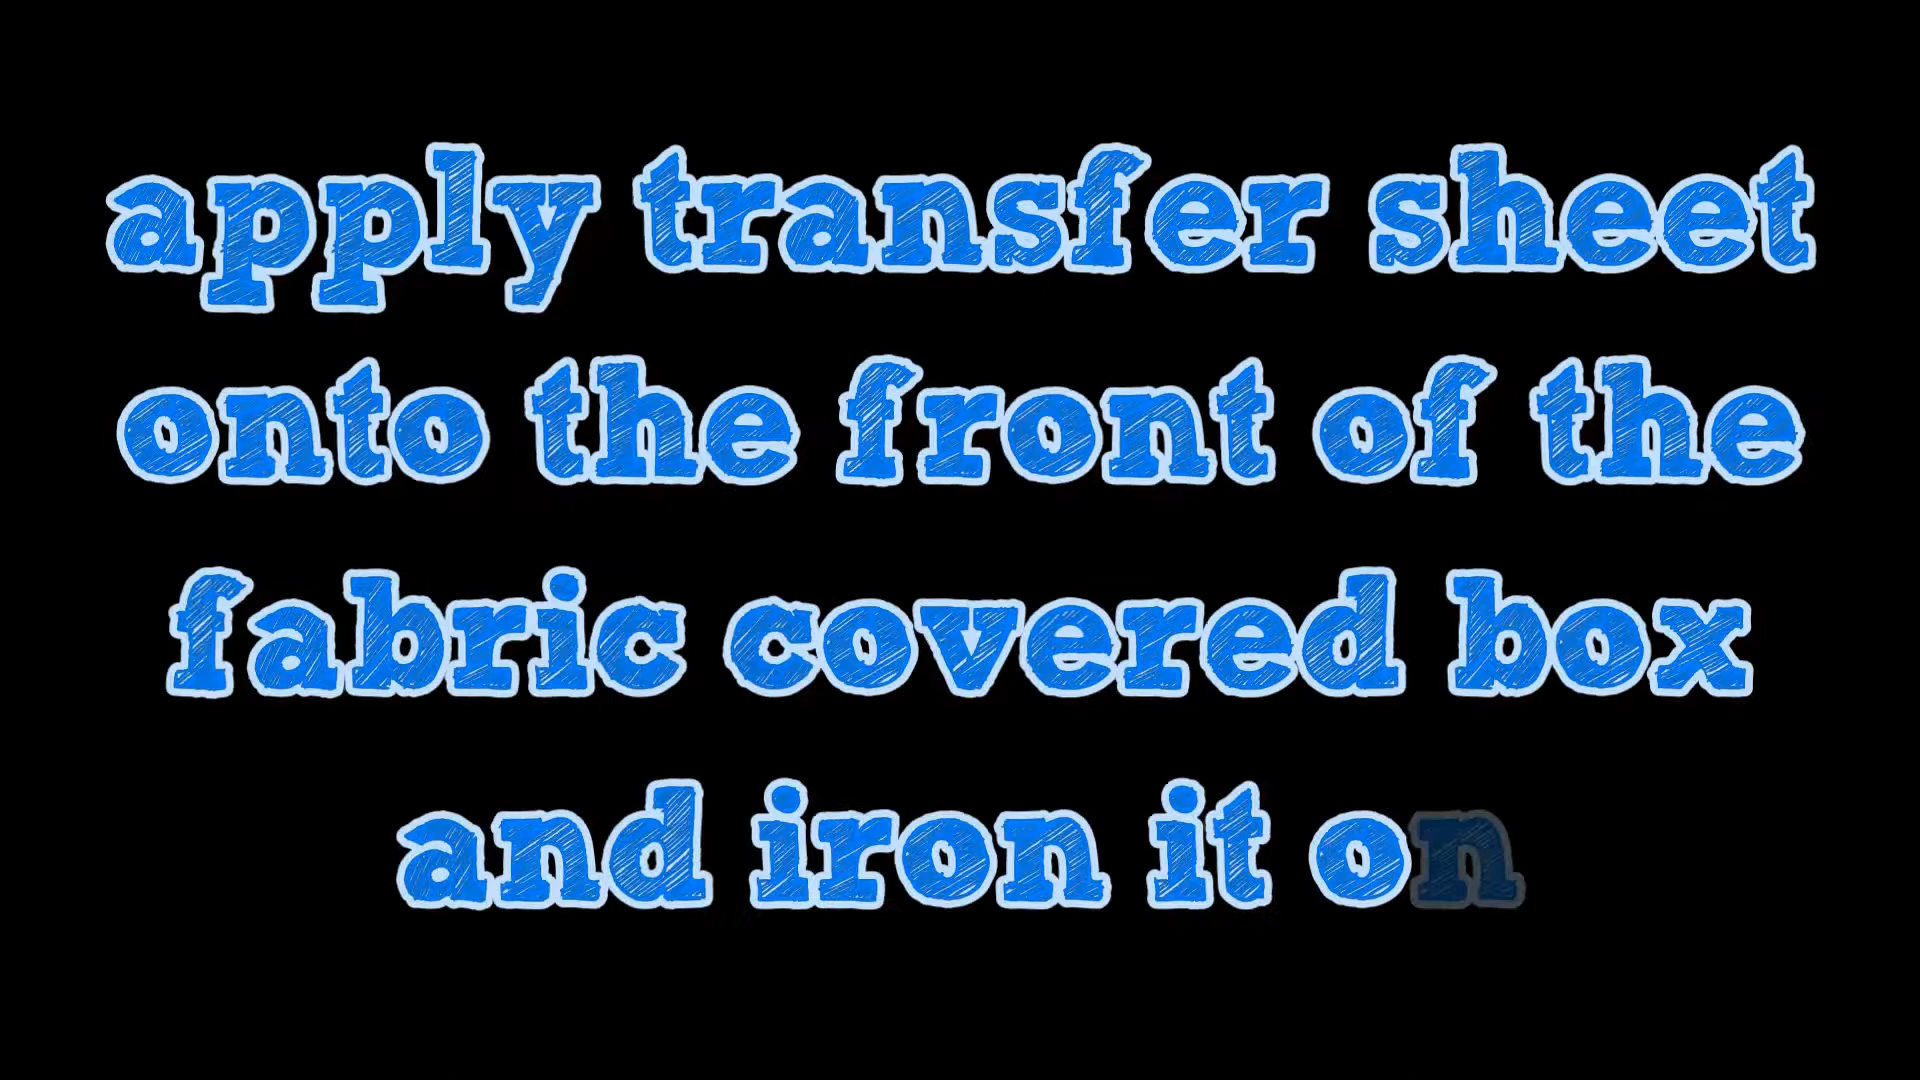 apply transfer sheet
onto the front of the
fabric covered box
and iron it on